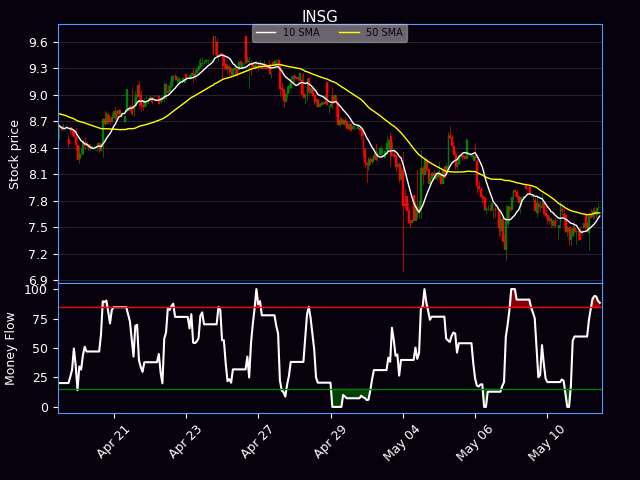 INSG
10 SMA
50 SMA
Stock price
9.6
9.3
9.0
8.7
8.4
8.1
7.8
7.5
7.2
6.9
Money Flow
100
75
50
25
0
Apr 21
Apr 23
Apr 27
Apr 29
May 04
May 06
May 10